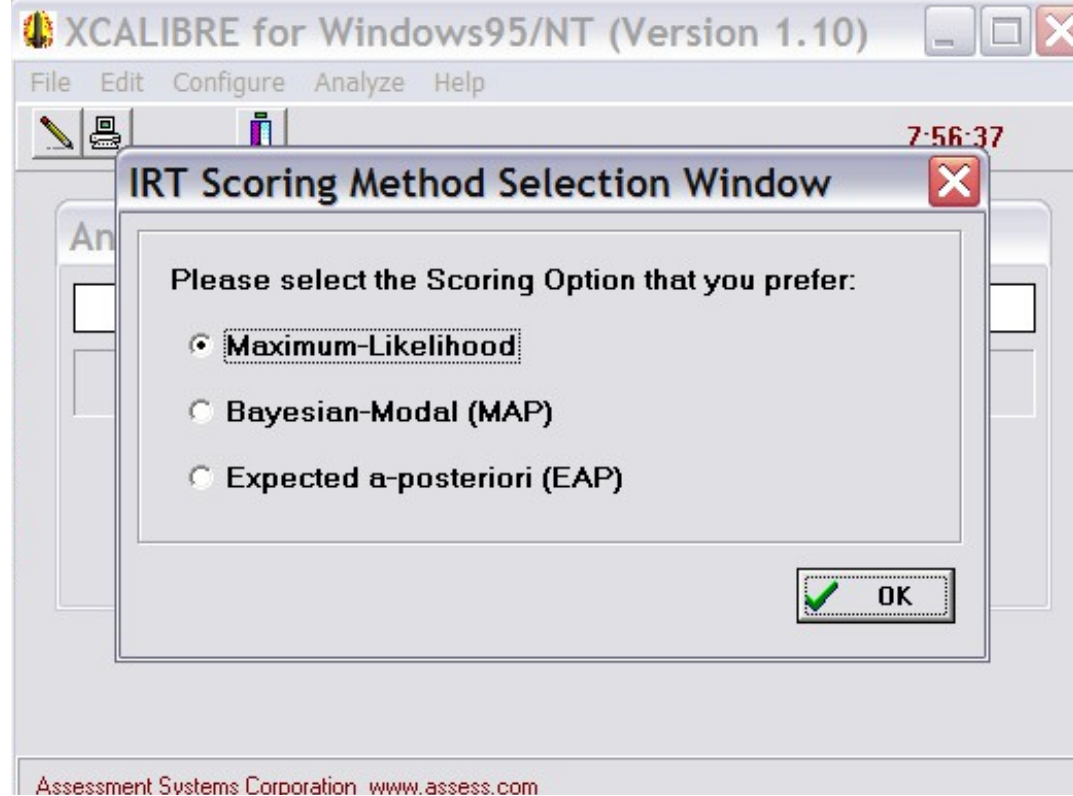 XCALIBRE for Windows95/NT (Version 1.10)
File Edit Configure Analyze Help
7:56:37
IRT Scoring Method Selection Window
An
Please select the Scoring Option that you prefer:
Maximum-Likelihood
Bayesian-Modal (MAP)
Expected a-posteriori (EAP)
OK
Assessment Systems Corporation www.assess.com